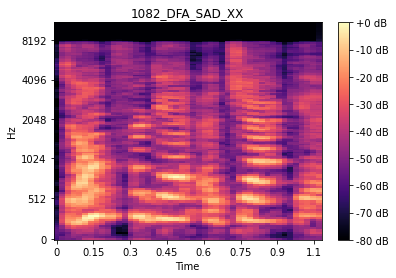 1082_DFA_SAD_XX
+0 dB
8192
-10 dB
4096
-20 dB
-30 dB
2048
Hz
-40 dB
1024
-50 dB
512
-60 dB
-70 dB
0
-80 dB
0 0.15 0.3 0.45 0.6 0.75 0.9 1.1
Time